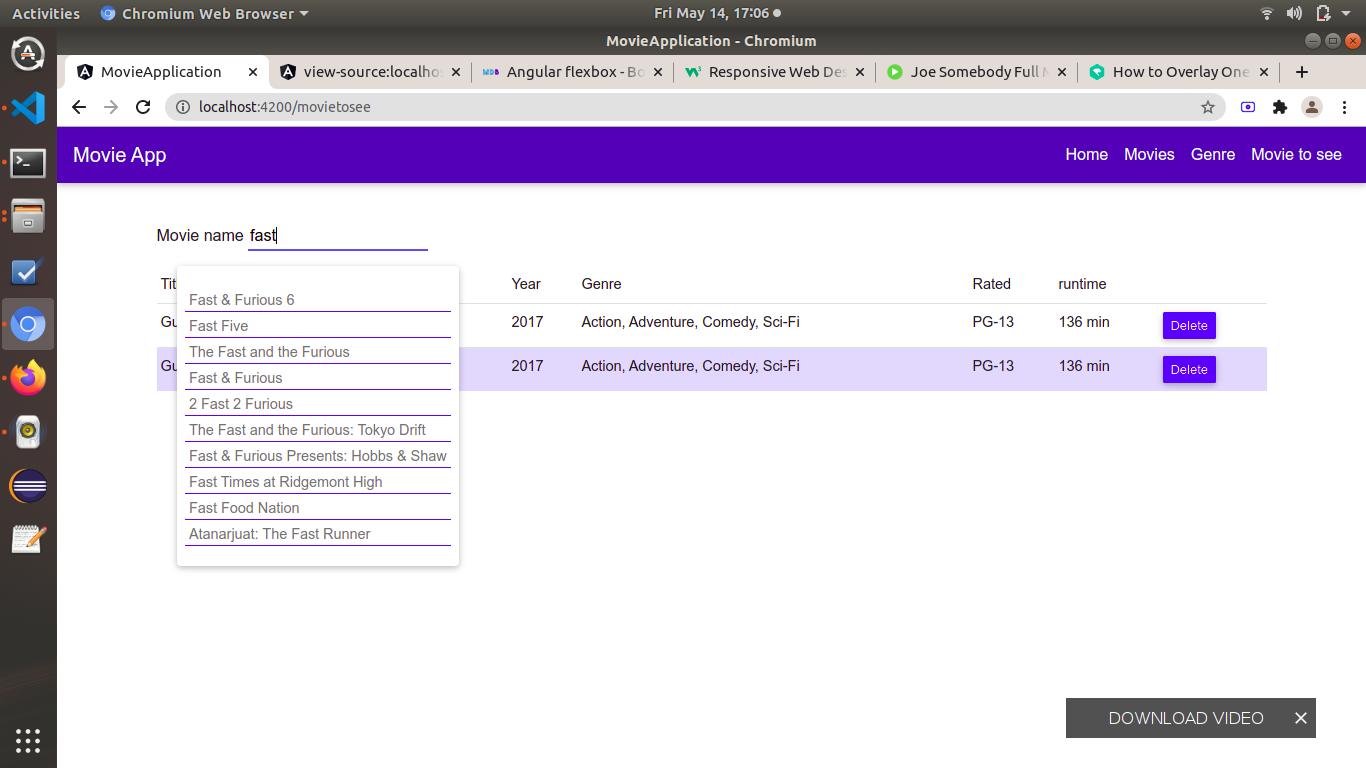 Activities Chromium Web Browser Fri May 14, 17:06
MovieApplication - Chromium
MovieApplication view-source:localhos Angular flexbox - Bo Responsive Web Des Joe Somebody Full M How to Overlay One
localhost:4200/movietosee
Movie App Home Movies Genre Movie to see
Movie name fast
Tit Year Genre Rated runtime
Fast & Furious 6
Gu 2017 Action, Adventure, Comedy, Sci-Fi PG-13 136 min Delete
Fast Five
The Fast and the Furious
Gu 2017 Action, Adventure, Comedy, Sci-Fi PG-13 136 min Delete
Fast & Furious
2 Fast 2 Furious
The Fast and the Furious: Tokyo Drift
Fast & Furious Presents: Hobbs & Shaw
Fast Times at Ridgemont High
Fast Food Nation
Atanarjuat: The Fast Runner
DOWNLOAD VIDEO